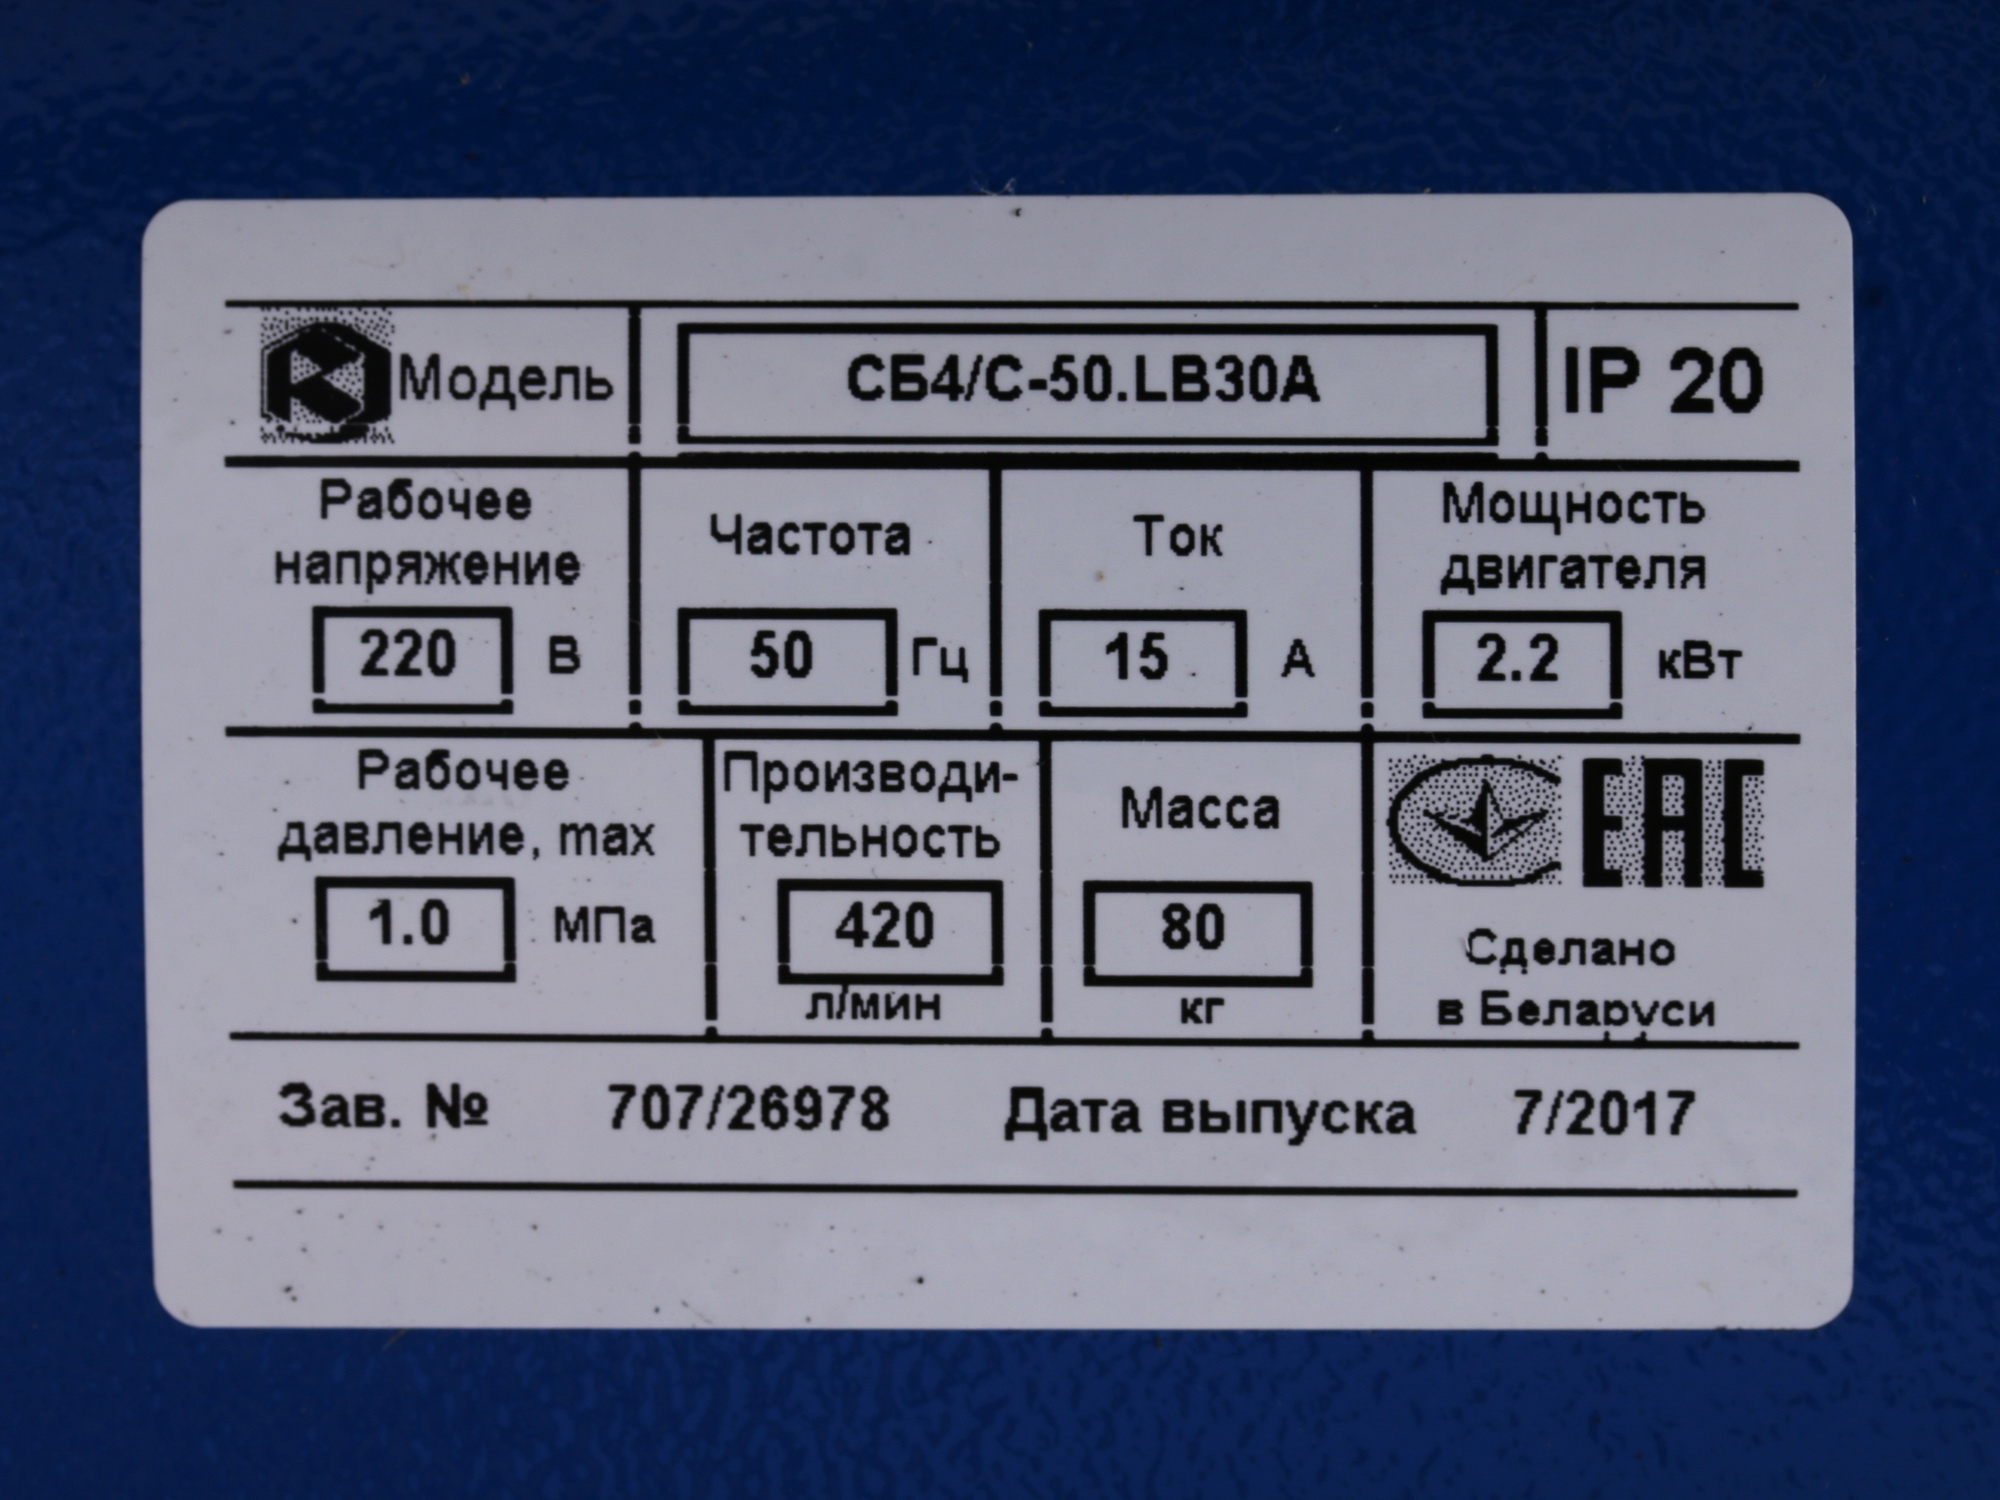 Модель СБ4/С-50.LB30А IP 20
Рабочее напряжение 220 В
Частота 50 Гц
Ток 15 А
Мощность двигателя 2.2 кВт
Рабочее давление, max 1.0 МПа
Производи-
тельность 420 л/мин
Масса 80 кг
ЕАС
Сделано
в Беларуси
Зав. № 707/26978 Дата выпуска 7/2017